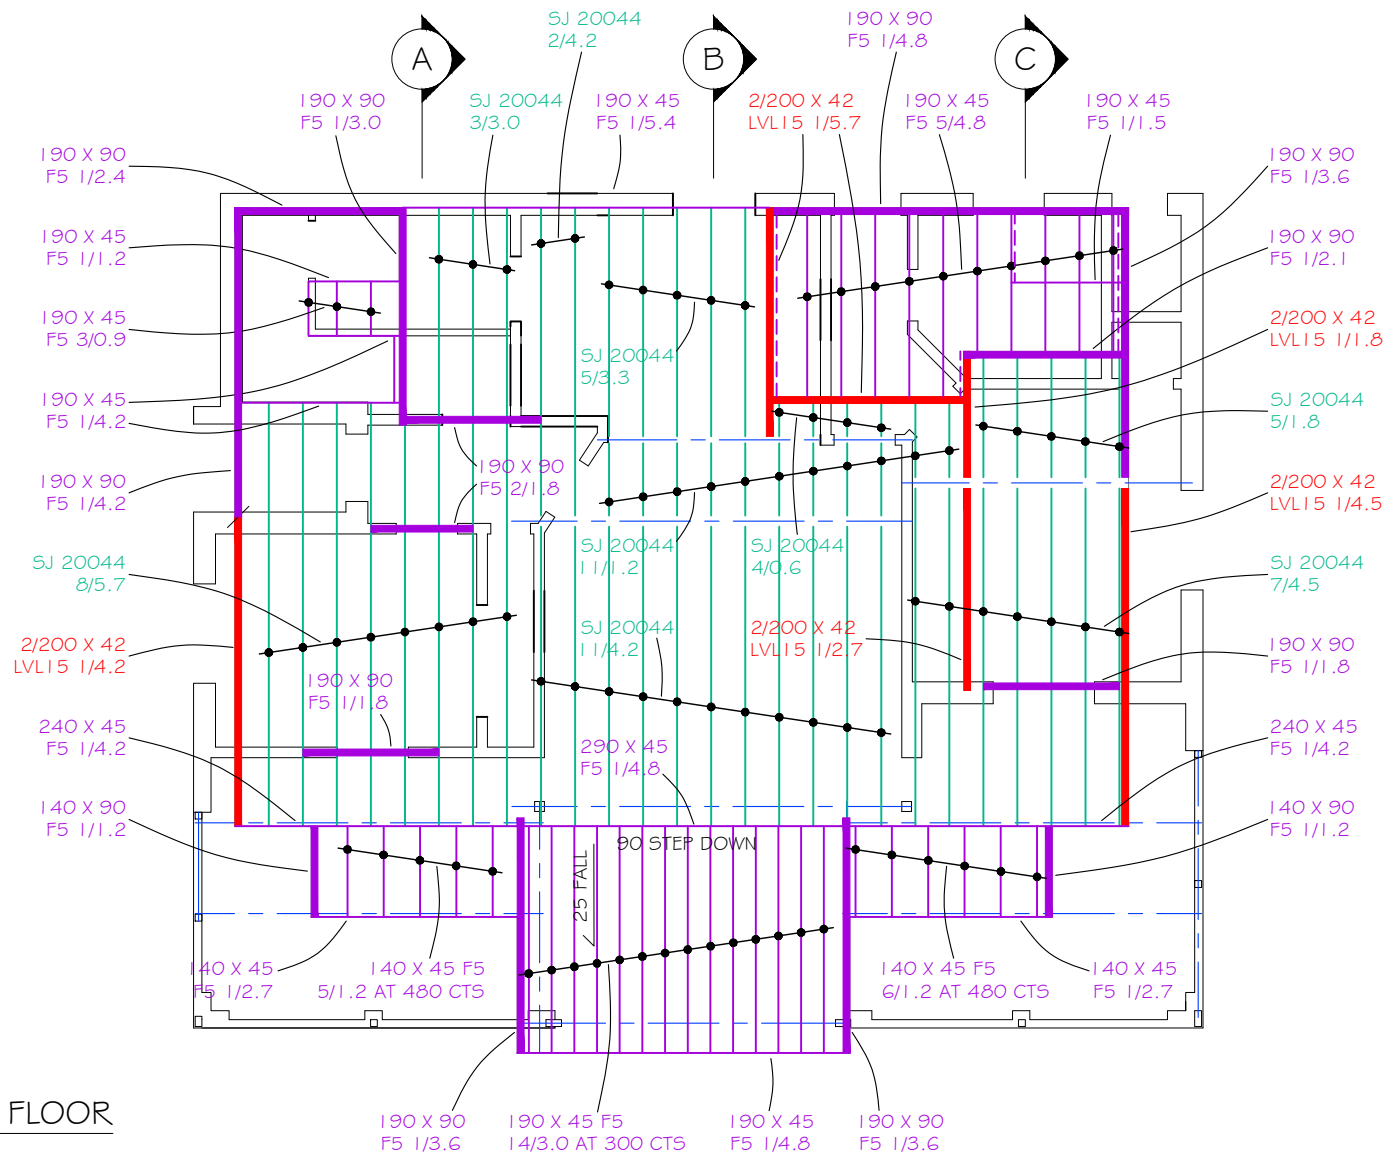 SJ 20044
2/4.2
190 X 90
F5 1/4.8
A
B
C
190 X 90
F5 1/3.0
SJ 20044
3/3.0
190 X 45
F5 1/5.4
2/200 X 42
LVL15 1/5.7
190 X 45
F5 5/4.8
190 X 45
F5 1/1.5
190 X 90
F5 1/2.4
190 X 90
F5 1/3.6
190 X 45
F5 1/1.2
190 X 90
F5 1/2.1
190 X 45
F5 3/0.9
2/200 X 42
LVL15 1/1.8
SJ 20044
5/3.3
190 X 45
F5 1/4.2
SJ 20044
5/1.8
190 X 90
F5 1/4.2
190 X 90
F5 2/1.8
2/200 X 42
LVL15 1/4.5
SJ 20044
8/5.7
SJ 20044
11/1.2
SJ 20044
4/0.6
SJ 20044
7/4.5
2/200 X 42
LVL15 1/4.2
SJ 20044
11/4.2
2/200 X 42
LVL15 1/2.7
190 X 90
F5 1/1.8
190 X 90
F5 1/1.8
240 X 45
F5 1/4.2
290 X 45
F5 1/4.8
240 X 45
F5 1/4.2
140 X 90
F5 1/1.2
90 STEP DOWN
140 X 90
F5 1/1.2
25 FALL
140 X 45
F5 1/2.7
140 X 45 F5
5/1.2 AT 480 CTS
140 X 45 F5
6/1.2 AT 480 CTS
140 X 45
F5 1/2.7
FLOOR
190 X 90
F5 1/3.6
190 X 45 F5
14/3.0 AT 300 CTS
190 X 45
F5 1/4.8
190 X 90
F5 1/3.6